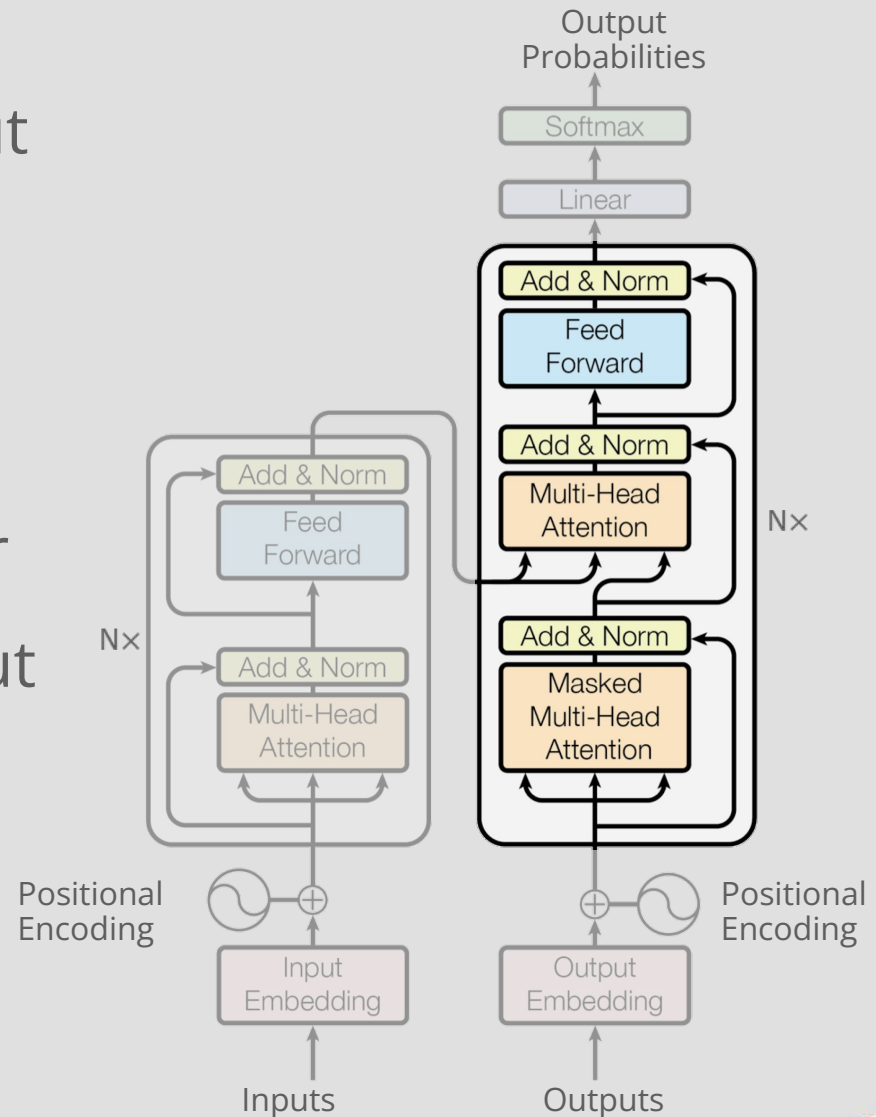 Output
Probabilities
Softmax
Linear
Add & Norm
Feed
Forward
Add & Norm
Multi-Head
Attention
N×
Add & Norm
Masked
Multi-Head
Attention
Add & Norm
Feed
Forward
N×
Add & Norm
Multi-Head
Attention
Positional
Encoding
Positional
Encoding
Input
Embedding
Output
Embedding
Inputs
Outputs